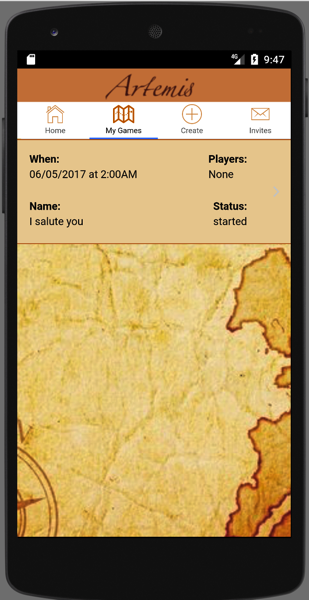 4G 9:47
Artemis
Home My Games Create Invites
When: Players:
06/05/2017 at 2:00AM None
Name: Status:
I salute you started